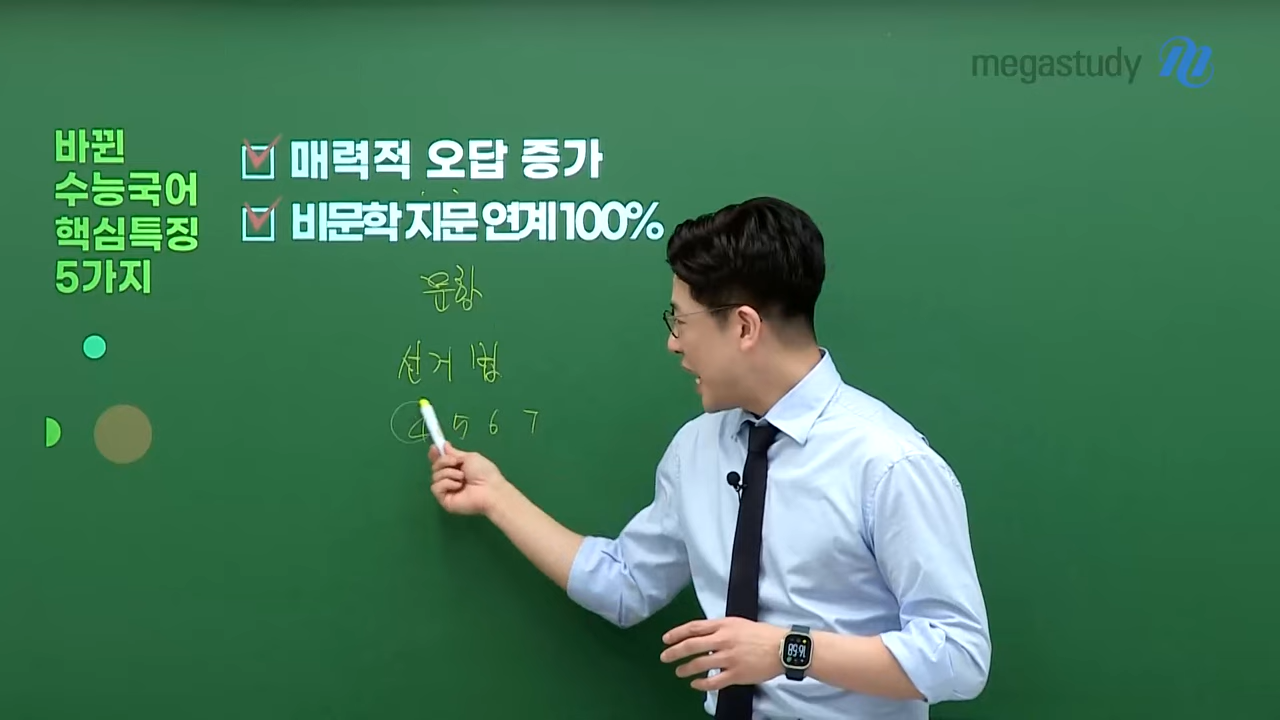 megastudy
바뀐
수능국어
핵심특징
5가지
매력적 오답 증가
비문학 지문 연계 100%
문항
선거법
4 5 6 7